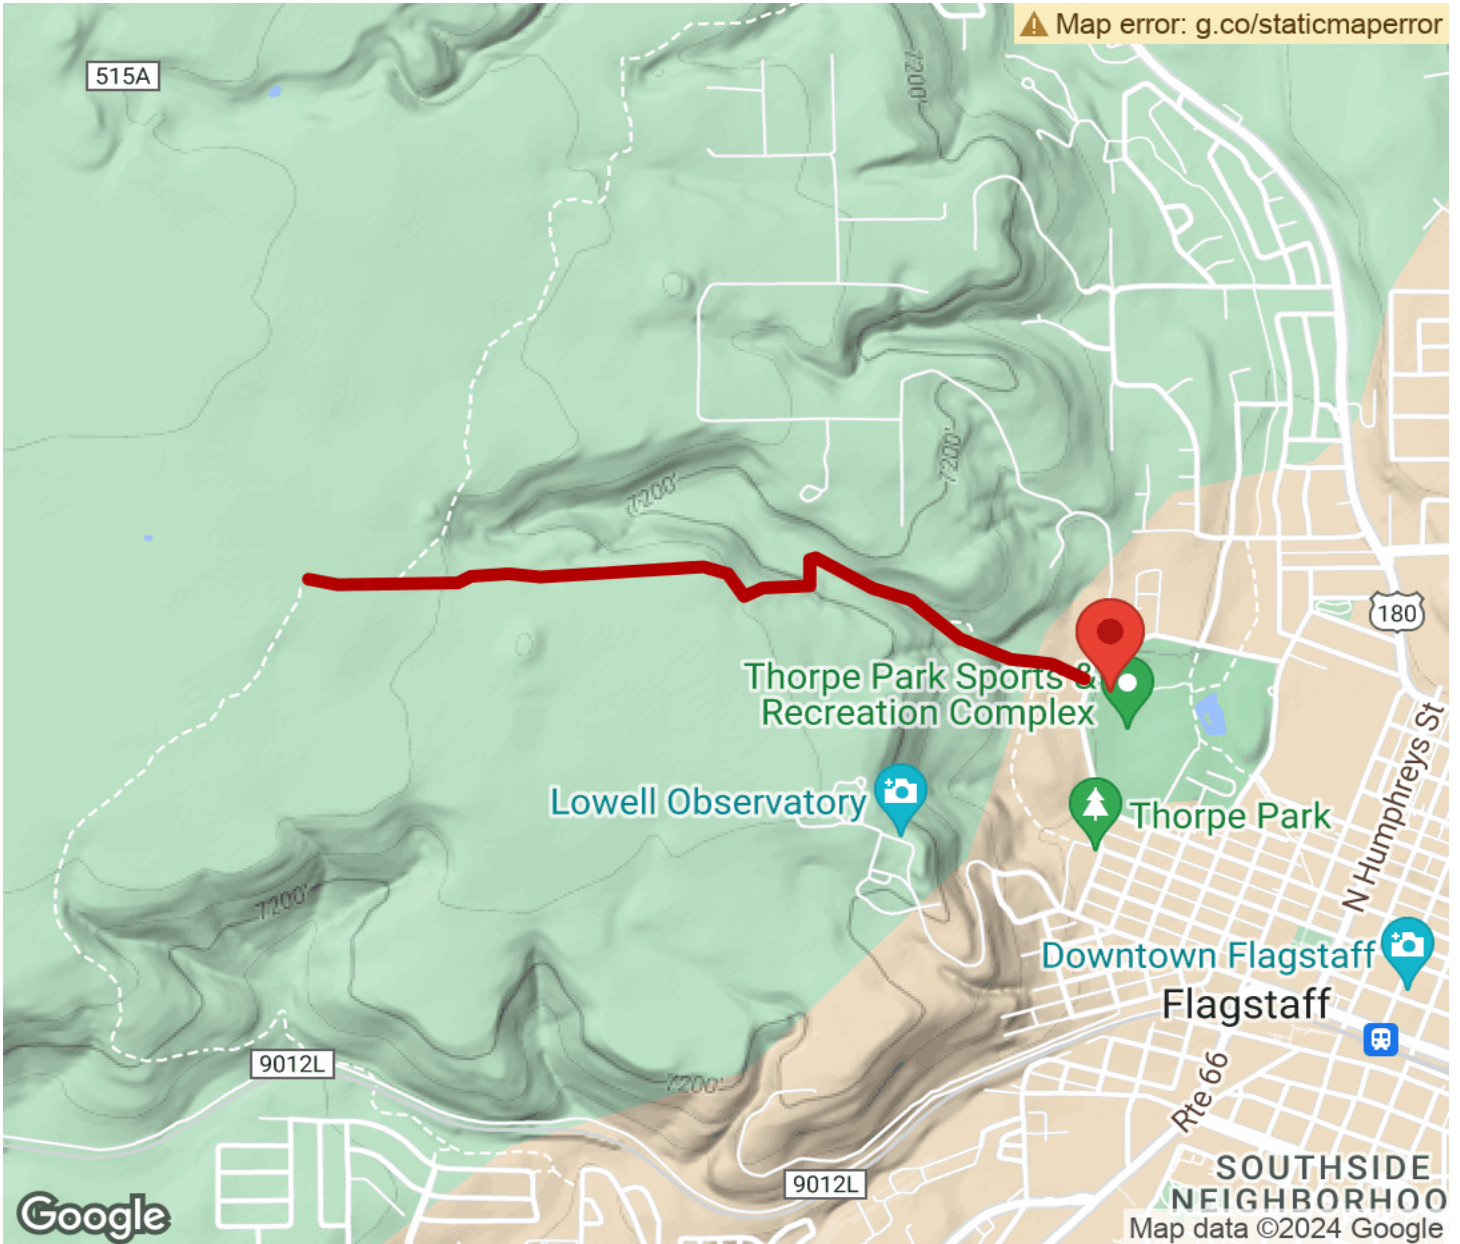 Map error: g.co/staticmaperror
515A
7200'
7200'
7200'
180
Thorpe Park Sports &
Recreation Complex
Lowell Observatory
Thorpe Park
N Humphreys St
7200'
Downtown Flagstaff
Flagstaff
9012L
7200'
Rte 66
9012L
SOUTHSIDE
NEIGHBORHOO
Google
Map data ©2024 Google